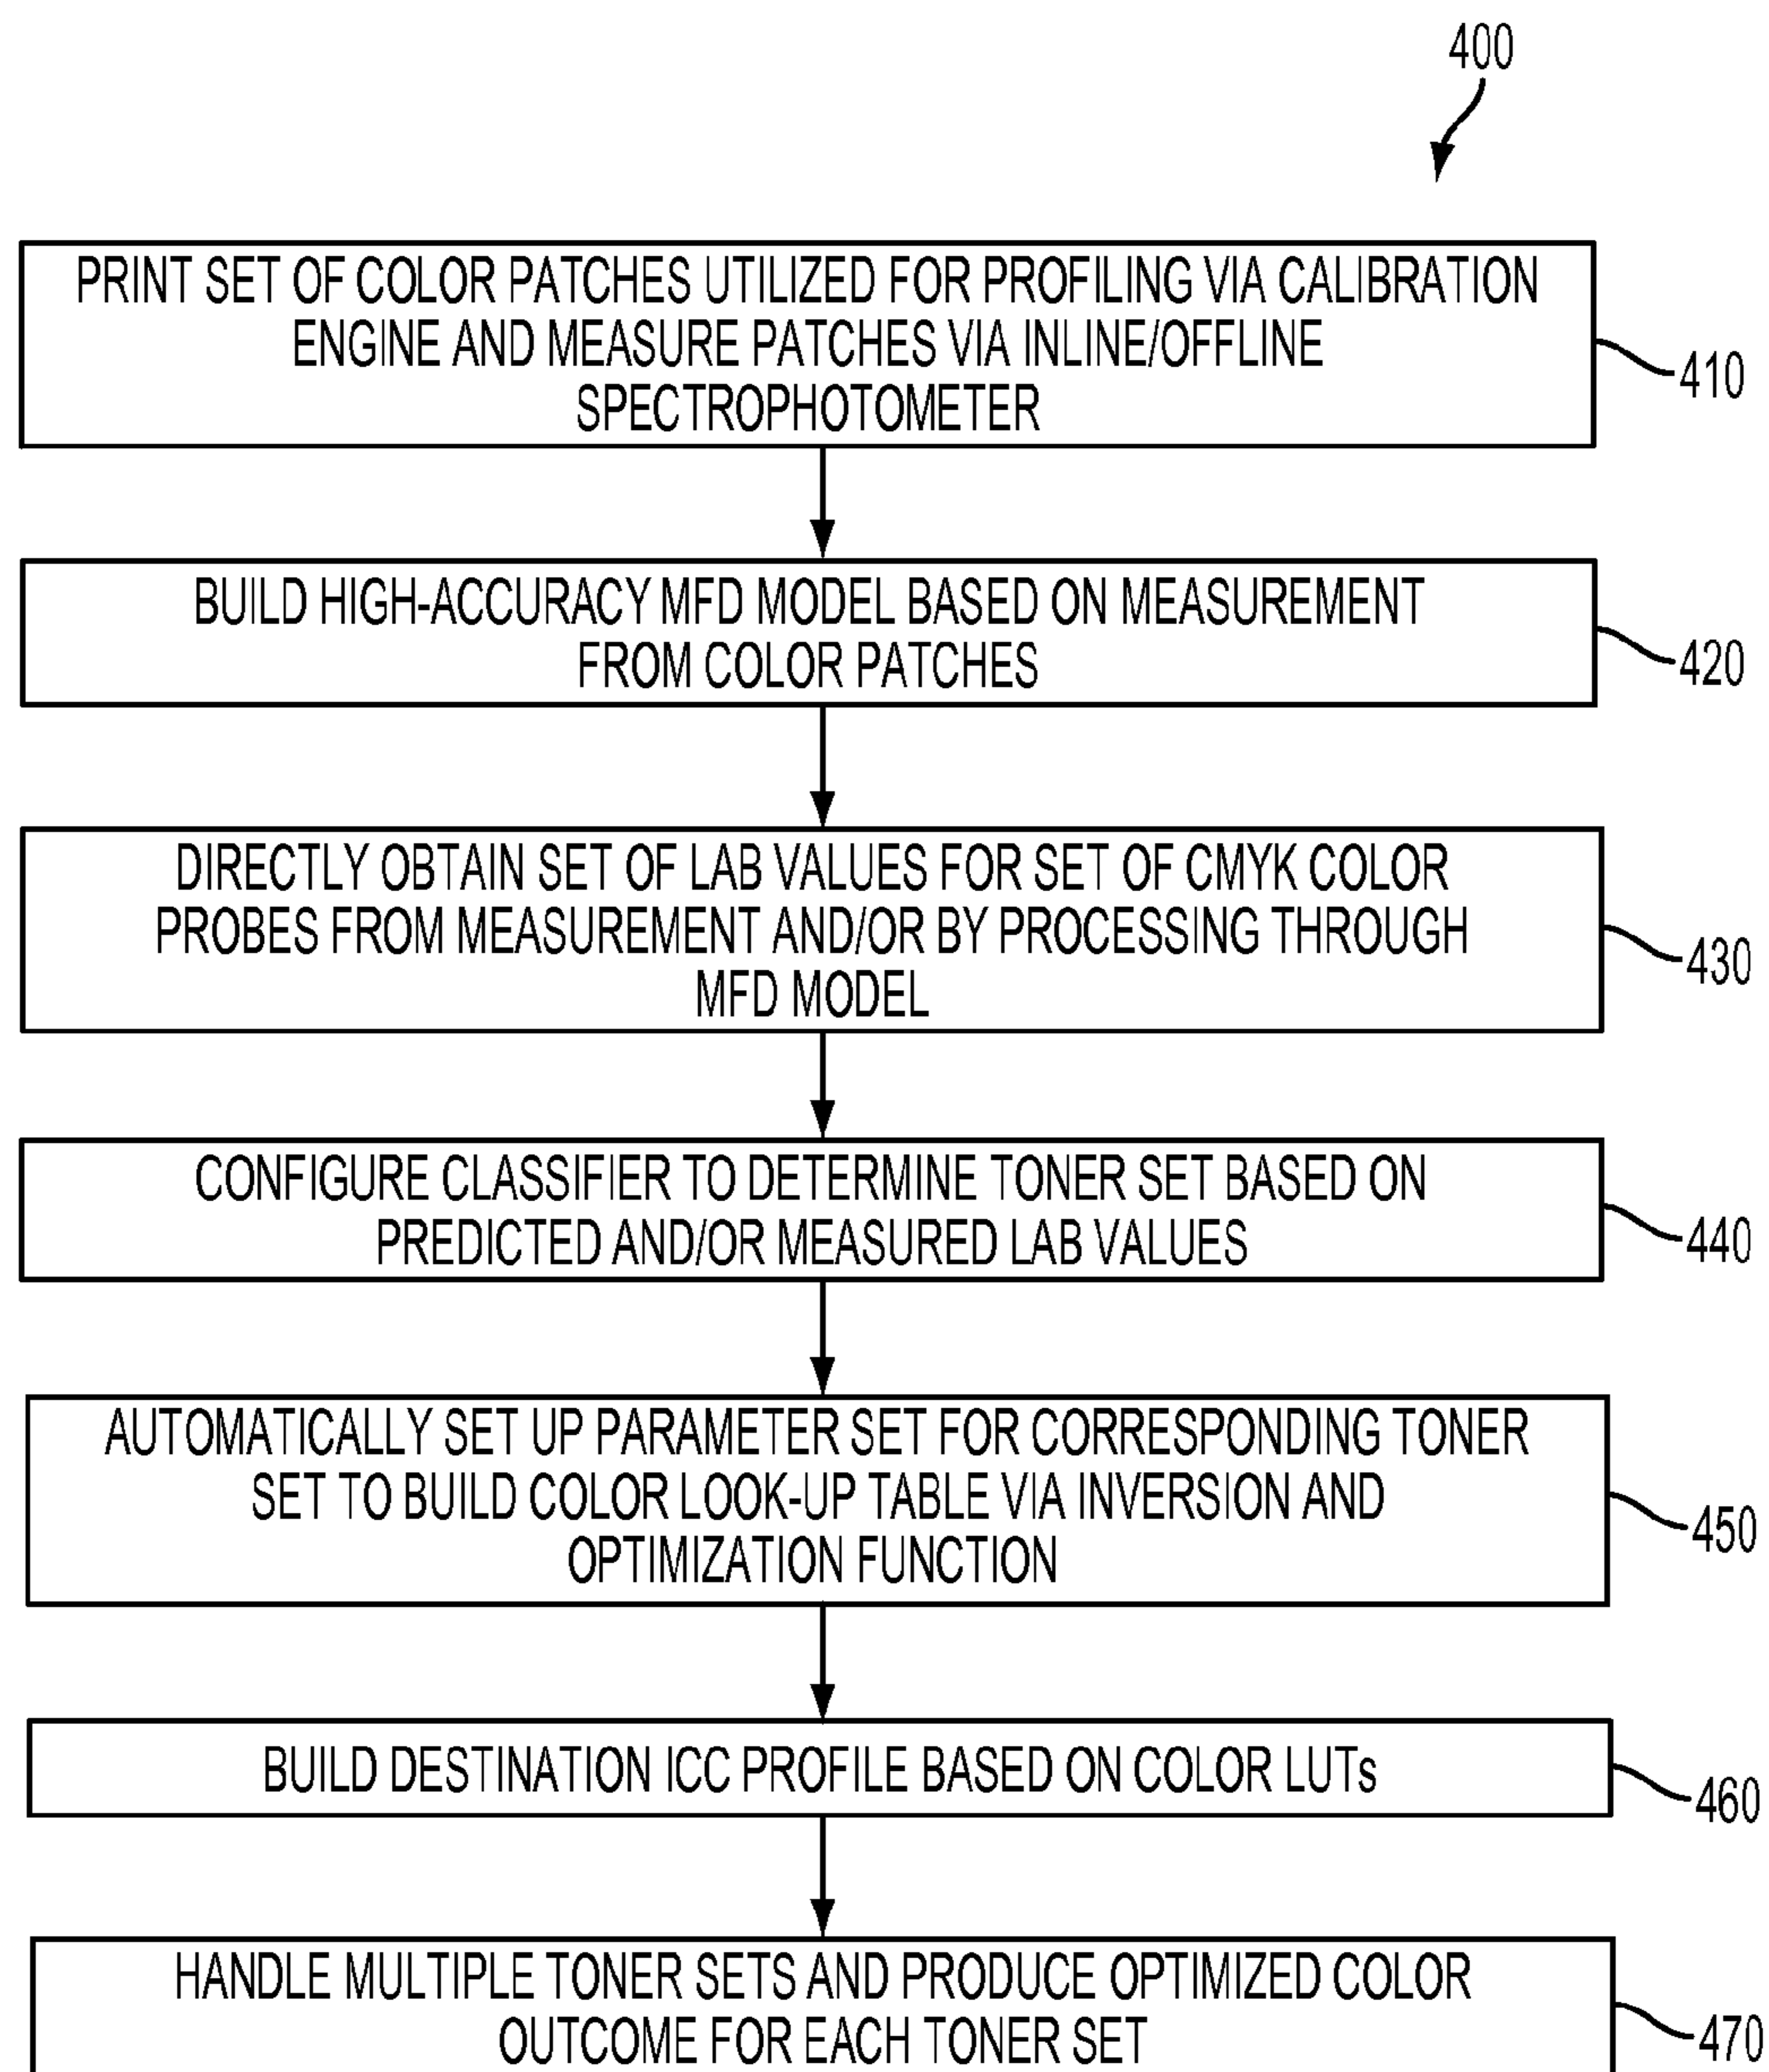 400
PRINT SET OF COLOR PATCHES UTILIZED FOR PROFILING VIA CALIBRATION
ENGINE AND MEASURE PATCHES VIA INLINE/OFFLINE
SPECTROPHOTOMETER
410
BUILD HIGH-ACCURACY MFD MODEL BASED ON MEASUREMENT
FROM COLOR PATCHES
420
DIRECTLY OBTAIN SET OF LAB VALUES FOR SET OF CMYK COLOR
PROBES FROM MEASUREMENT AND/OR BY PROCESSING THROUGH
MFD MODEL
430
CONFIGURE CLASSIFIER TO DETERMINE TONER SET BASED ON
PREDICTED AND/OR MEASURED LAB VALUES
440
AUTOMATICALLY SET UP PARAMETER SET FOR CORRESPONDING TONER
SET TO BUILD COLOR LOOK-UP TABLE VIA INVERSION AND
OPTIMIZATION FUNCTION
450
BUILD DESTINATION ICC PROFILE BASED ON COLOR LUTs
460
HANDLE MULTIPLE TONER SETS AND PRODUCE OPTIMIZED COLOR
OUTCOME FOR EACH TONER SET
470